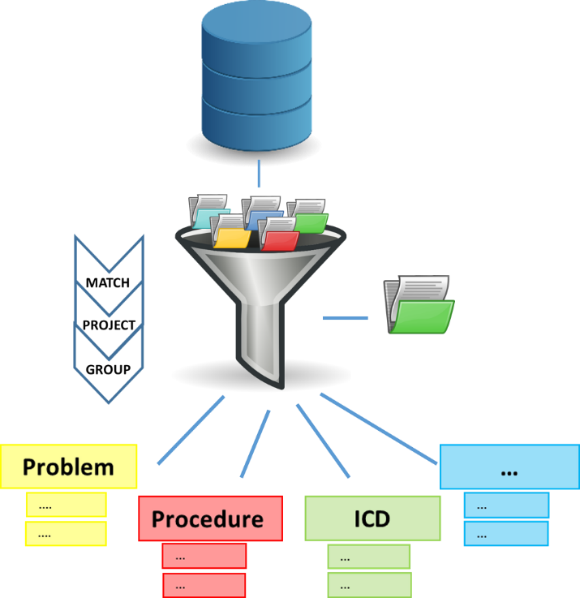 MATCH
PROJECT
GROUP
Problem
....
....
Procedure
...
...
ICD
...
...
...
...
...